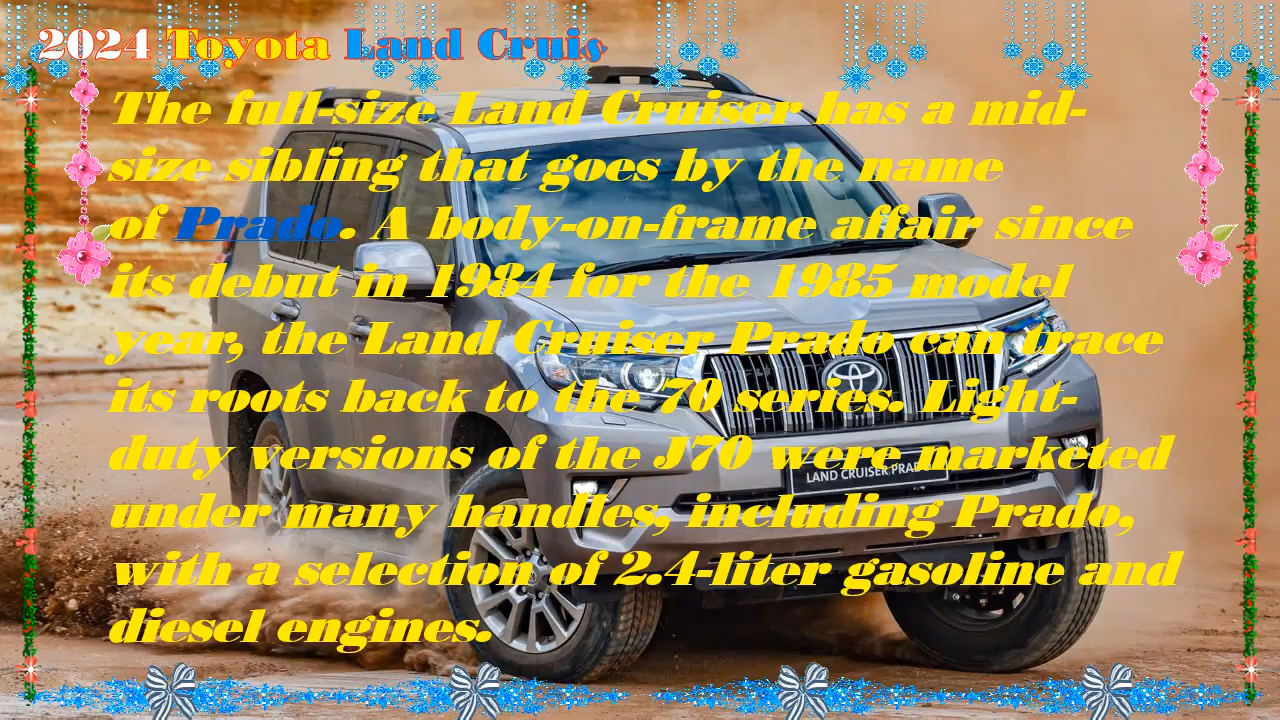 2024 Toyota Land Cruis
The full-size Land Cruiser has a mid-
size sibling that goes by the name
of Prado. A body-on-frame affair since
its debut in 1984 for the 1985 model
year, the Land Cruiser Prado can trace
its roots back to the 70 series. Light-
duty versions of the J70 were marketed
LAND CRUISER PRADO
under many handles, including Prado,
with a selection of 2.4-liter gasoline and
diesel engines.